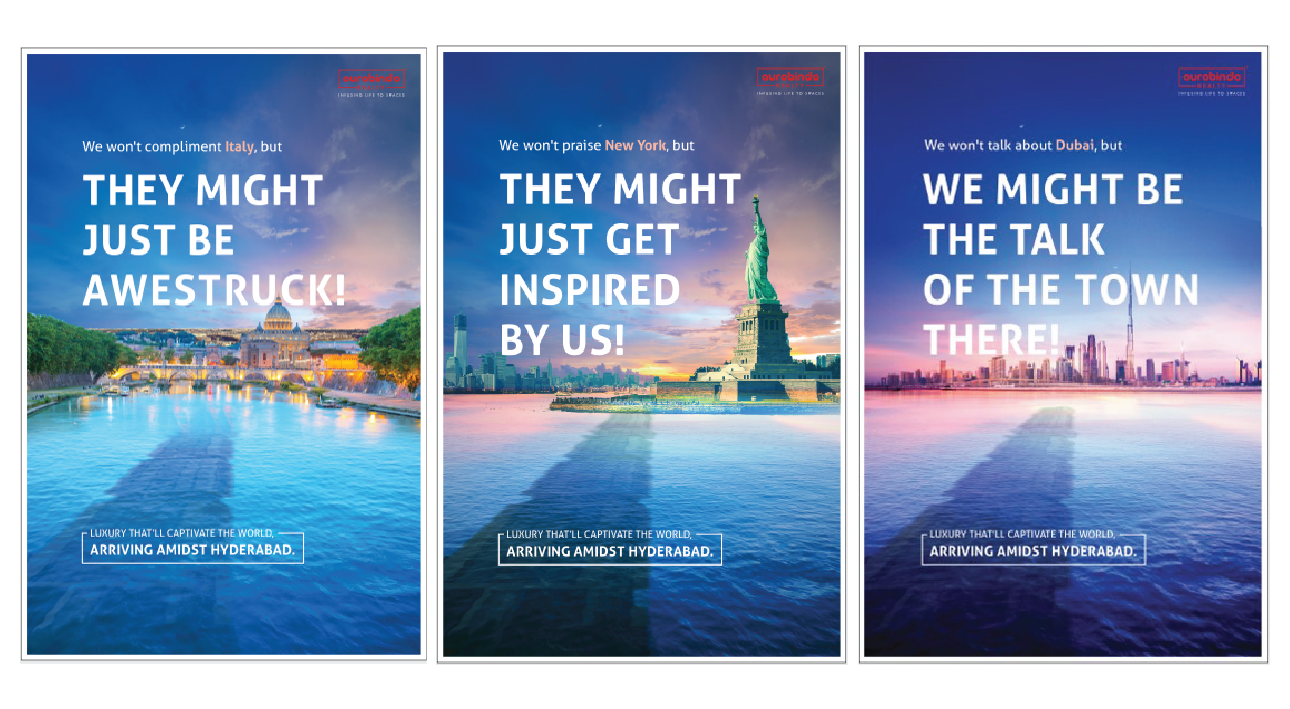 aurobindo
REALTY
INFUSING LIFE TO SPACES
We won't compliment Italy, but
THEY MIGHT
JUST BE
AWESTRUCK!
LUXURY THAT'LL CAPTIVATE THE WORLD,
ARRIVING AMIDST HYDERABAD.
aurobindo
REALTY
INFUSING LIFE TO SPACES
We won't praise New York, but
THEY MIGHT
JUST GET
INSPIRED
BY US!
LUXURY THAT'LL CAPTIVATE THE WORLD,
ARRIVING AMIDST HYDERABAD.
aurobindo
REALTY
INFUSING LIFE TO SPACES
We won't talk about Dubai, but
WE MIGHT BE
THE TALK
OF THE TOWN
THERE!
LUXURY THAT'LL CAPTIVATE THE WORLD,
ARRIVING AMIDST HYDERABAD.